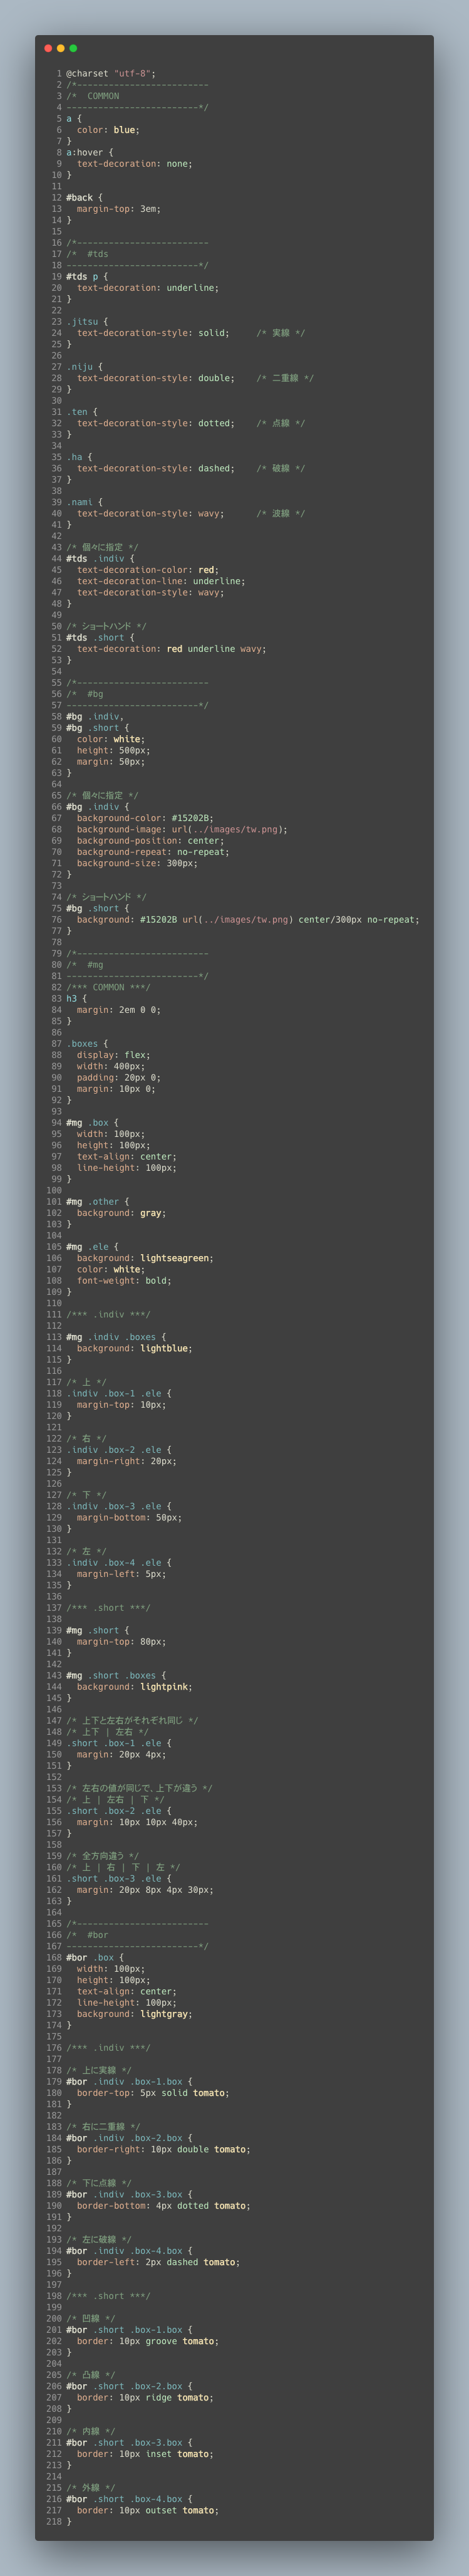 1 @charset "utf-8";
2 /*-------------------------
3 /*  COMMON
4 -------------------------*/
5 a {
6   color: blue;
7 }
8 a:hover {
9   text-decoration: none;
10 }
11
12 #back {
13   margin-top: 3em;
14 }
15
16 /*-------------------------
17 /*  #tds
18 -------------------------*/
19 #tds p {
20   text-decoration: underline;
21 }
22
23 .jitsu {
24   text-decoration-style: solid;     /* 実線 */
25 }
26
27 .niju {
28   text-decoration-style: double;    /* 二重線 */
29 }
30
31 .ten {
32   text-decoration-style: dotted;    /* 点線 */
33 }
34
35 .ha {
36   text-decoration-style: dashed;    /* 破線 */
37 }
38
39 .nami {
40   text-decoration-style: wavy;      /* 波線 */
41 }
42
43 /* 個々に指定 */
44 #tds .indiv {
45   text-decoration-color: red;
46   text-decoration-line: underline;
47   text-decoration-style: wavy;
48 }
49
50 /* ショートハンド */
51 #tds .short {
52   text-decoration: red underline wavy;
53 }
54
55 /*-------------------------
56 /*  #bg
57 -------------------------*/
58 #bg .indiv,
59 #bg .short {
60   color: white;
61   height: 500px;
62   margin: 50px;
63 }
64
65 /* 個々に指定 */
66 #bg .indiv {
67   background-color: #15202B;
68   background-image: url(../images/tw.png);
69   background-position: center;
70   background-repeat: no-repeat;
71   background-size: 300px;
72 }
73
74 /* ショートハンド */
75 #bg .short {
76   background: #15202B url(../images/tw.png) center/300px no-repeat;
77 }
78
79 /*-------------------------
80 /*  #mg
81 -------------------------*/
82 /*** COMMON ***/
83 h3 {
84   margin: 2em 0 0;
85 }
86
87 .boxes {
88   display: flex;
89   width: 400px;
90   padding: 20px 0;
91   margin: 10px 0;
92 }
93
94 #mg .box {
95   width: 100px;
96   height: 100px;
97   text-align: center;
98   line-height: 100px;
99 }
100
101 #mg .other {
102   background: gray;
103 }
104
105 #mg .ele {
106   background: lightseagreen;
107   color: white;
108   font-weight: bold;
109 }
110
111 /*** .indiv ***/
112
113 #mg .indiv .boxes {
114   background: lightblue;
115 }
116
117 /* 上 */
118 .indiv .box-1 .ele {
119   margin-top: 10px;
120 }
121
122 /* 右 */
123 .indiv .box-2 .ele {
124   margin-right: 20px;
125 }
126
127 /* 下 */
128 .indiv .box-3 .ele {
129   margin-bottom: 50px;
130 }
131
132 /* 左 */
133 .indiv .box-4 .ele {
134   margin-left: 5px;
135 }
136
137 /*** .short ***/
138
139 #mg .short {
140   margin-top: 80px;
141 }
142
143 #mg .short .boxes {
144   background: lightpink;
145 }
146
147 /* 上下と左右がそれぞれ同じ */
148 /* 上下 | 左右 */
149 .short .box-1 .ele {
150   margin: 20px 4px;
151 }
152
153 /* 左右の値が同じで、上下が違う */
154 /* 上 | 左右 | 下 */
155 .short .box-2 .ele {
156   margin: 10px 10px 40px;
157 }
158
159 /* 全方向違う */
160 /* 上 | 右 | 下 | 左 */
161 .short .box-3 .ele {
162   margin: 20px 8px 4px 30px;
163 }
164
165 /*-------------------------
166 /*  #bor
167 -------------------------*/
168 #bor .box {
169   width: 100px;
170   height: 100px;
171   text-align: center;
172   line-height: 100px;
173   background: lightgray;
174 }
175
176 /*** .indiv ***/
177
178 /* 上に実線 */
179 #bor .indiv .box-1.box {
180   border-top: 5px solid tomato;
181 }
182
183 /* 右に二重線 */
184 #bor .indiv .box-2.box {
185   border-right: 10px double tomato;
186 }
187
188 /* 下に点線 */
189 #bor .indiv .box-3.box {
190   border-bottom: 4px dotted tomato;
191 }
192
193 /* 左に破線 */
194 #bor .indiv .box-4.box {
195   border-left: 2px dashed tomato;
196 }
197
198 /*** .short ***/
199
200 /* 凹線 */
201 #bor .short .box-1.box {
202   border: 10px groove tomato;
203 }
204
205 /* 凸線 */
206 #bor .short .box-2.box {
207   border: 10px ridge tomato;
208 }
209
210 /* 内線 */
211 #bor .short .box-3.box {
212   border: 10px inset tomato;
213 }
214
215 /* 外線 */
216 #bor .short .box-4.box {
217   border: 10px outset tomato;
218 }